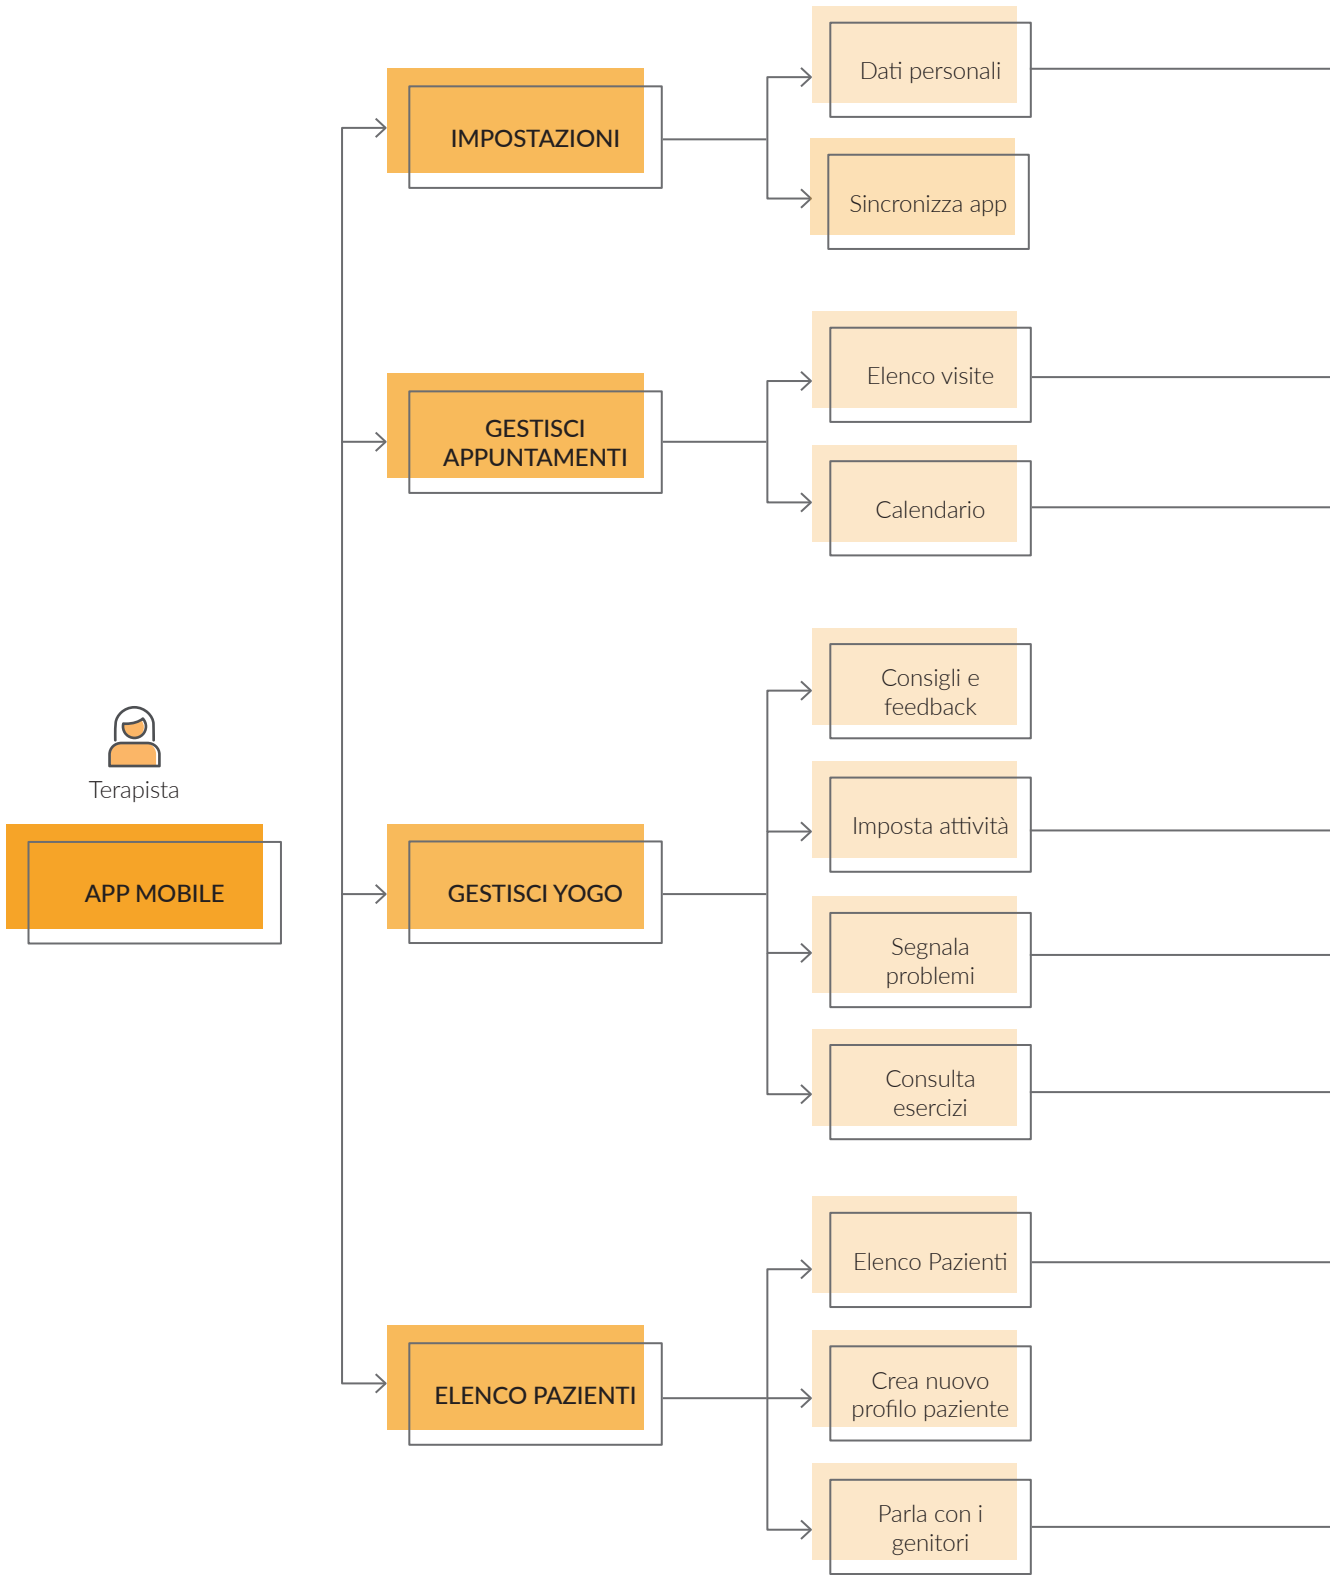 Terapista
APP MOBILE
IMPOSTAZIONI
Dati personali
Sincronizza app
GESTISCI
APPUNTAMENTI
Elenco visite
Calendario
GESTISCI YOGO
Consigli e
feedback
Imposta attività
Segnala
problemi
Consulta
esercizi
ELENCO PAZIENTI
Elenco Pazienti
Crea nuovo
profilo paziente
Parla con i
genitori